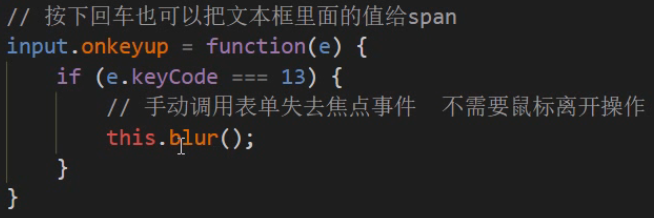 // 按下回车也可以把文本框里面的值给span
input.onkeyup = function(e) {
if (e.keyCode === 13) {
// 手动调用表单失去焦点事件  不需要鼠标离开操作
this.blur();
}
}